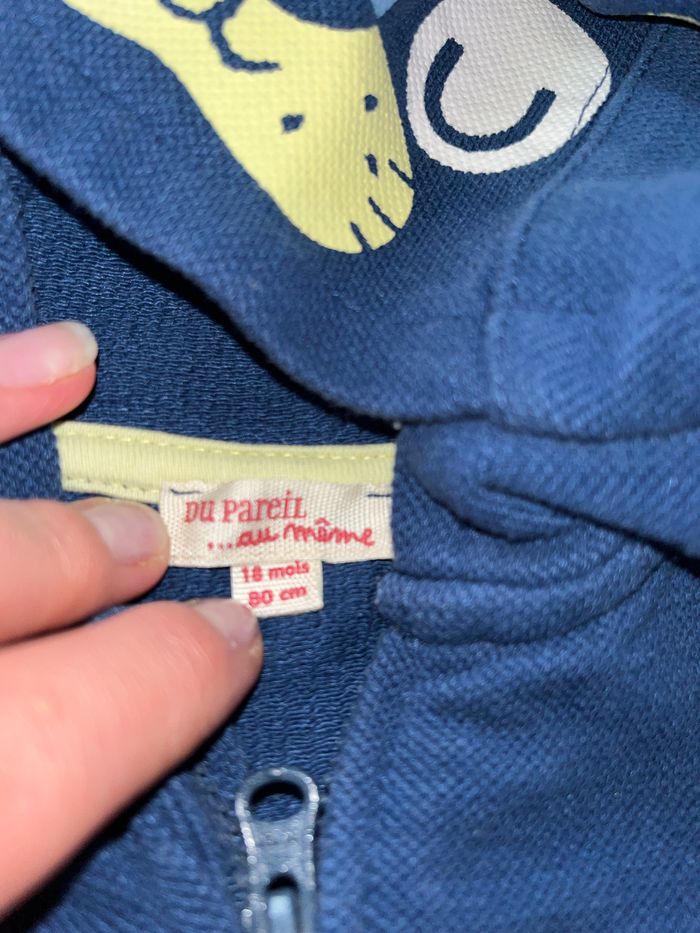 DU PAREIL
....au même
18 mois
80 cm